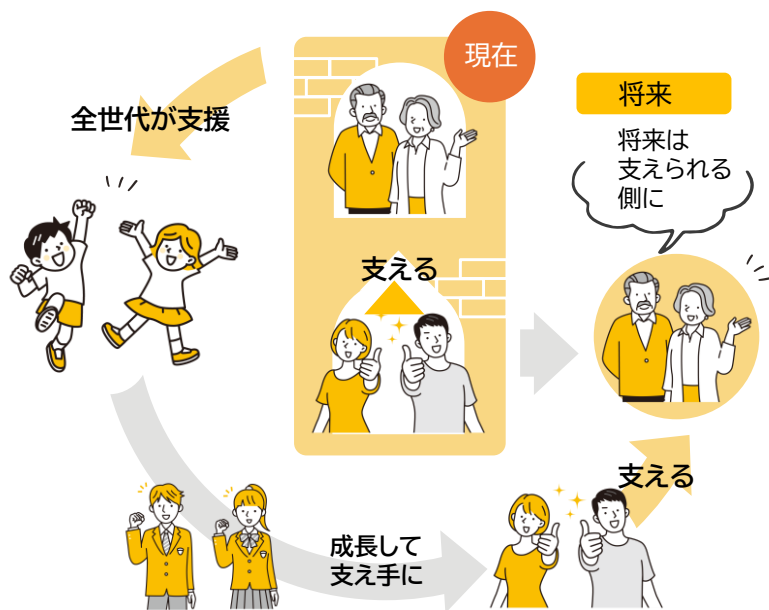 現在
全世代が支援
支える
将来
将来は
支えられる
側に
支える
成長して
支え手に